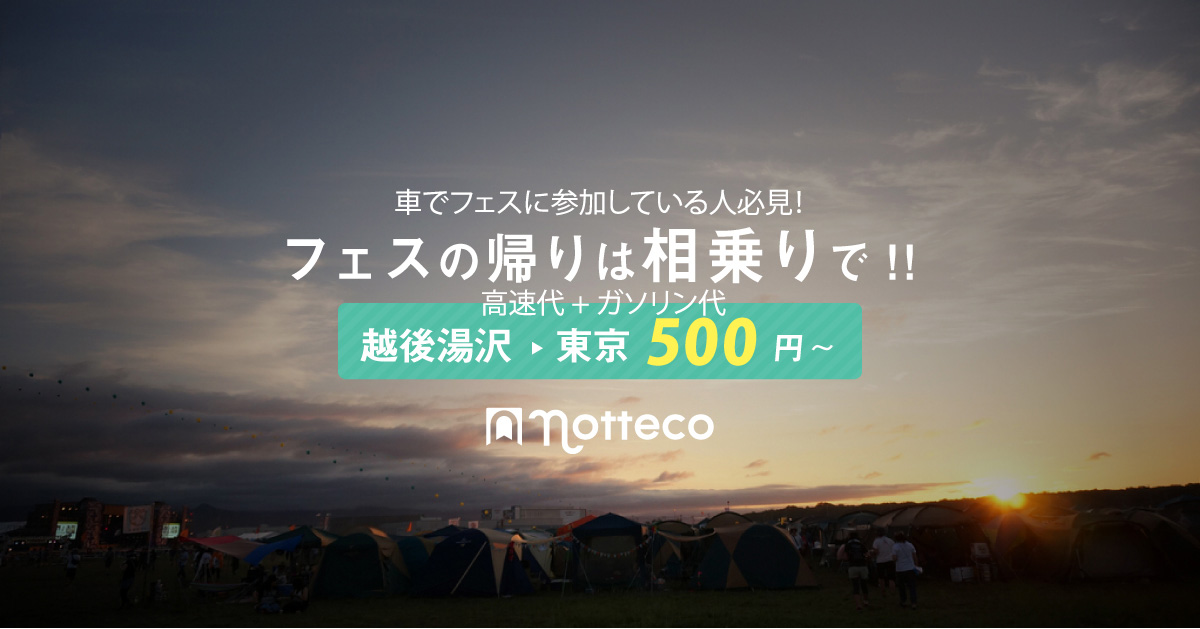 車でフェスに参加している人必見!
フェスの帰りは相乗りで !!
高速代 + ガソリン代
越後湯沢 ▸ 東京 500 円~
notteco